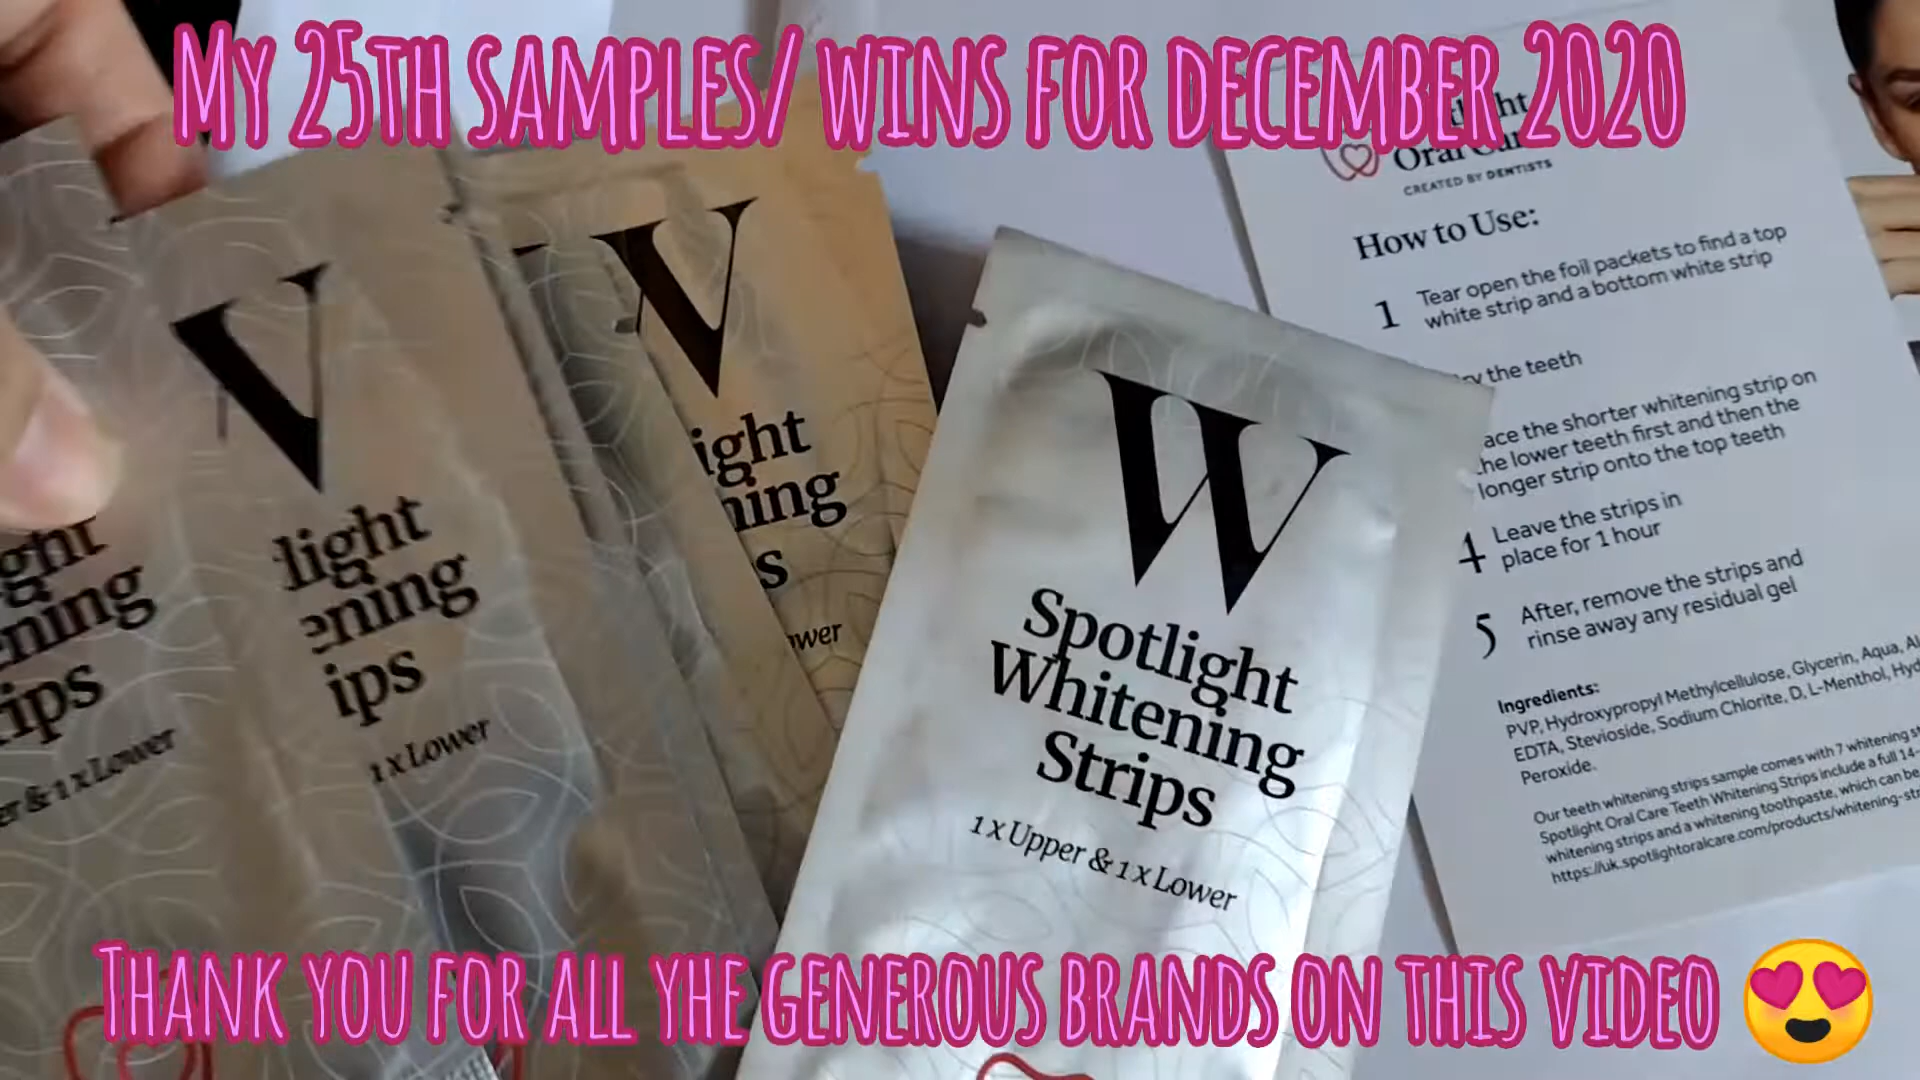 My 25th samples/ wins for december 2020
Oral
CREATED BY DENTISTS
How to Use:
1 Tear open the foil packets to find a top
white strip and a bottom white strip
the teeth
the shorter whitening strip on
the lower teeth first and then the
longer strip onto the top teeth
4 Leave the strips in
place for 1 hour
5 After, remove the strips and
rinse away any residual gel
Ingredients:
PVP, Hydroxypropyl Methylcellulose, Glycerin, Aqua,
EDTA, Stevioside, Sodium Chlorite, D, L-Menthol,
Peroxide.
Our teeth whitening strips sample comes with 7 whitening
Spotlight Oral Care Teeth Whitening Strips include a full 14-
whitening strips and a whitening toothpaste, which can be
https://uk.spotlightoralcare.com/products/whitening-
W
Spotlight
Whitening
Strips
1 x Upper & 1 x Lower
& 1 x Lower
1 x Lower
Thank you for all yhe generous brands on this video 😍